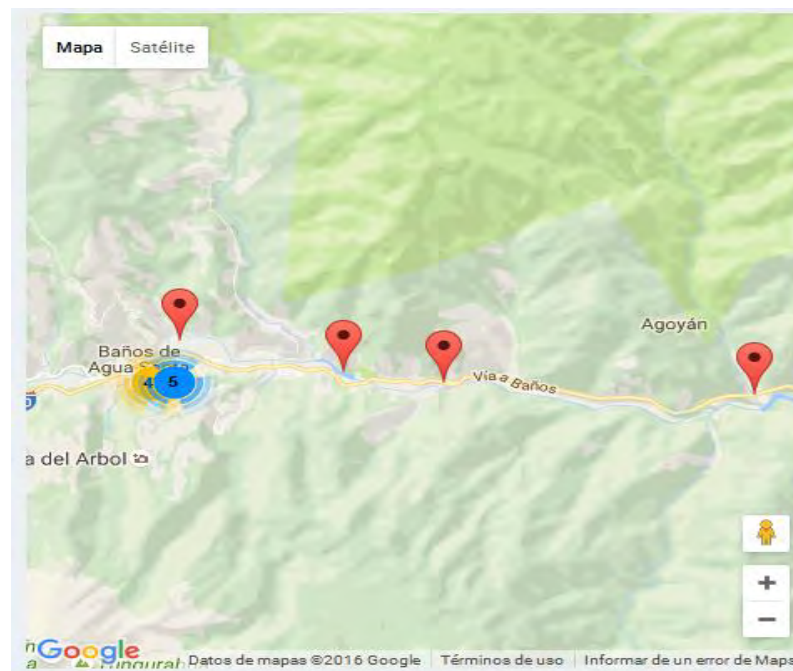 Mapa Satélite
Baños de
Agua Santa
5
Agoyán
Vía a Baños
a del Arbol
Google
Datos de mapas ©2016 Google Términos de uso Informar de un error de Maps